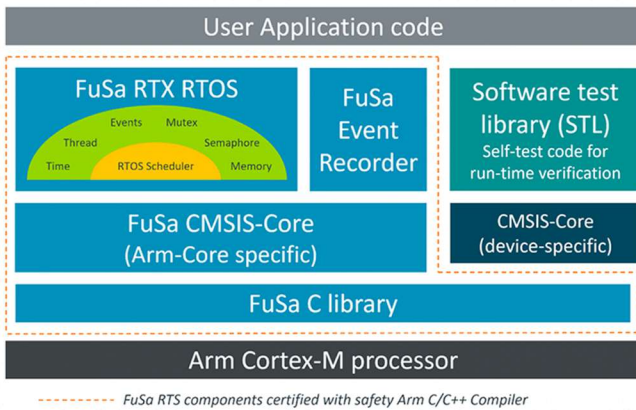 User Application code
FuSa RTX RTOS
Events
Mutex
Thread
Semaphore
Time
RTOS Scheduler
Memory
FuSa
Event
Recorder
Software test
library (STL)
Self-test code for
run-time verification
FuSa CMSIS-Core
(Arm-Core specific)
CMSIS-Core
(device-specific)
FuSa C library
Arm Cortex-M processor
FuSa RTS components certified with safety Arm C/C++ Compiler